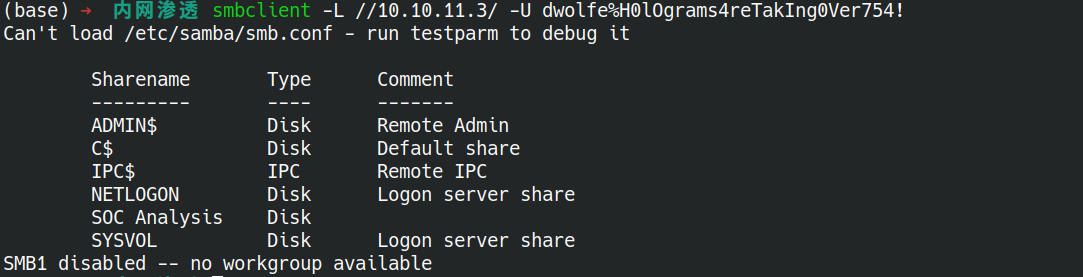 (base) ➜ 内网渗透 smbclient -L //10.10.11.3/ -U dwolfe%H0lOgrams4reTakIng0Ver754!
Can't load /etc/samba/smb.conf - run testparm to debug it
Sharename Type Comment
--------- ---- -------
ADMIN$ Disk Remote Admin
C$ Disk Default share
IPC$ IPC Remote IPC
NETLOGON Disk Logon server share
SOC Analysis Disk
SYSVOL Disk Logon server share
SMB1 disabled -- no workgroup available